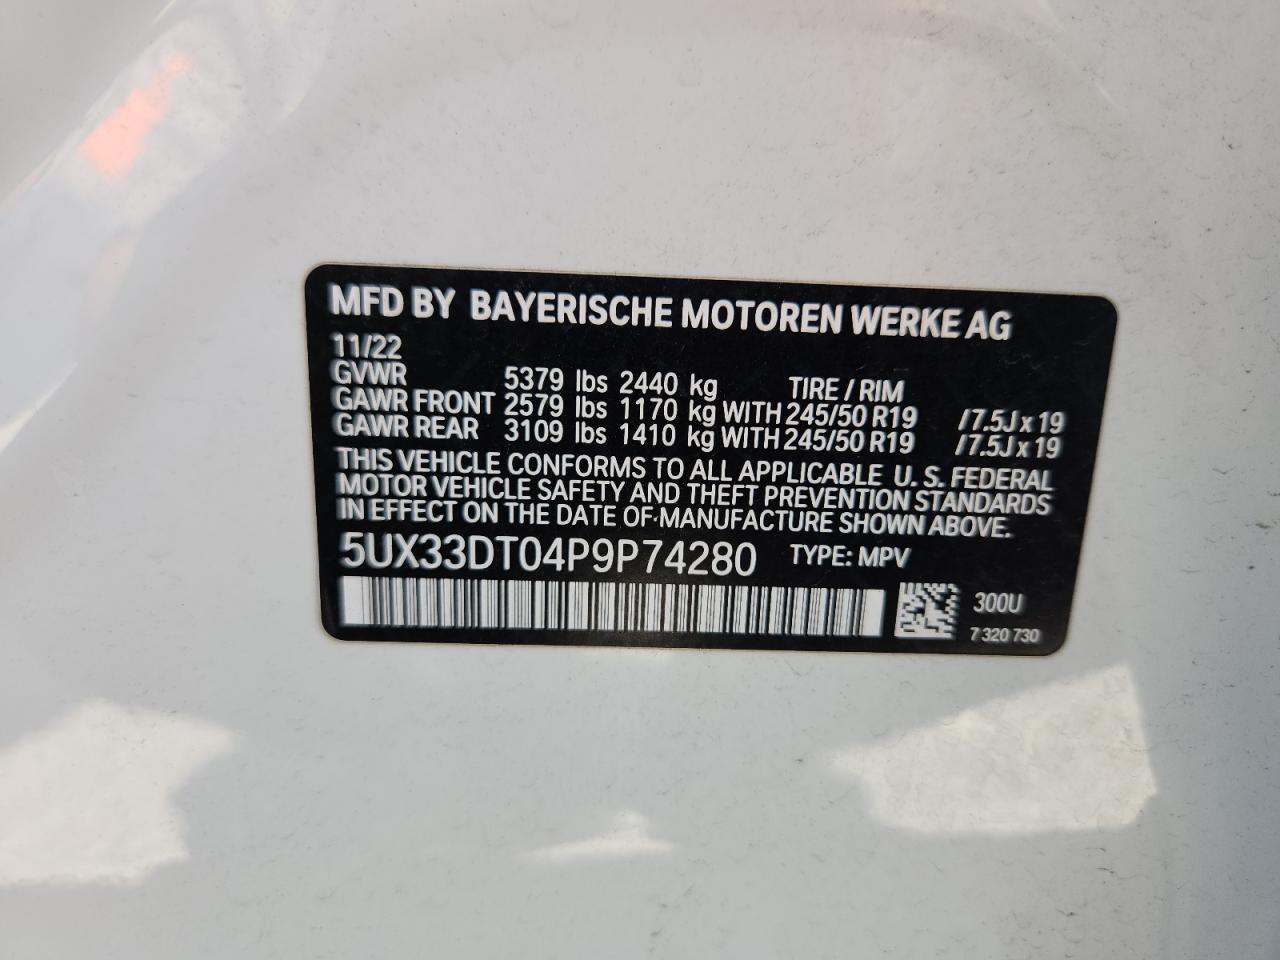 MFD BY BAYERISCHE MOTOREN WERKE AG
11/22
GVWR 5379 lbs 2440 kg TIRE / RIM
GAWR FRONT 2579 lbs 1170 kg WITH 245/50 R19 /7.5J x 19
GAWR REAR 3109 lbs 1410 kg WITH 245/50 R19 /7.5J x 19
THIS VEHICLE CONFORMS TO ALL APPLICABLE U. S. FEDERAL
MOTOR VEHICLE SAFETY AND THEFT PREVENTION STANDARDS
IN EFFECT ON THE DATE OF MANUFACTURE SHOWN ABOVE.
5UX33DT04P9P74280 TYPE: MPV
300U
7 320 730